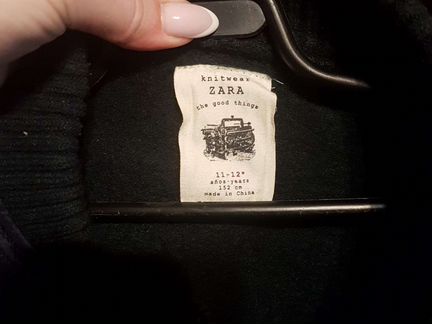 knitwear
ZARA
the good things
11-12"
años-years
152 cm
made in China